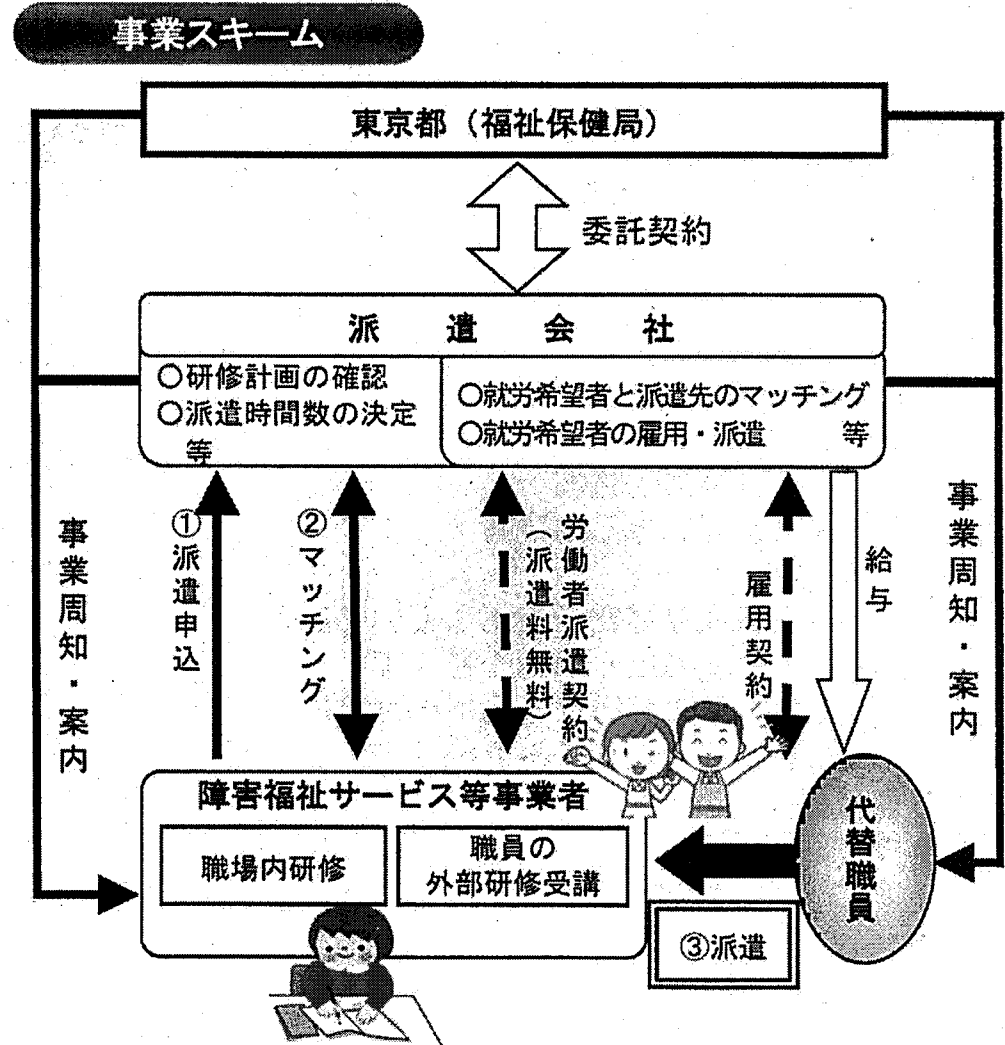 事業スキーム
東京都（福祉保健局）
委託契約
派遣会社
○研修計画の確認
○派遣時間数の決定
等
○就労希望者と派遣先のマッチング
○就労希望者の雇用・派遣　等
事業周知・案内
①派遣申込
②マッチング
労働者派遣契約
（派遣料無料）
雇用契約
給与
事業周知・案内
障害福祉サービス等事業者
職場内研修
職員の
外部研修受講
代替職員
③派遣